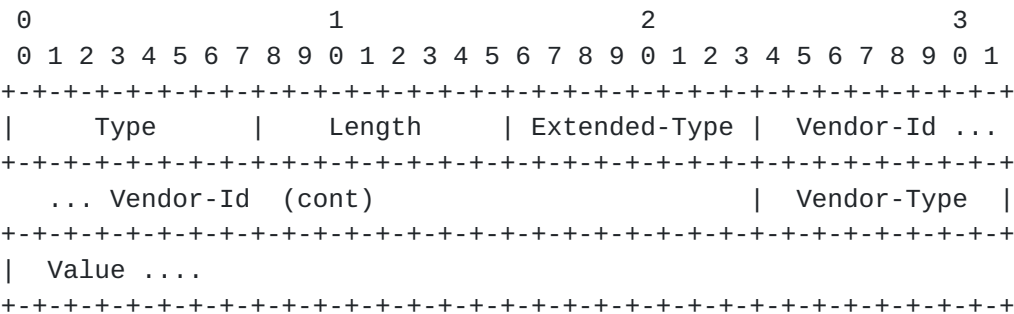 0                   1                   2                   3
 0 1 2 3 4 5 6 7 8 9 0 1 2 3 4 5 6 7 8 9 0 1 2 3 4 5 6 7 8 9 0 1
+-+-+-+-+-+-+-+-+-+-+-+-+-+-+-+-+-+-+-+-+-+-+-+-+-+-+-+-+-+-+-+-+
|     Type      |    Length     | Extended-Type |  Vendor-Id ...
+-+-+-+-+-+-+-+-+-+-+-+-+-+-+-+-+-+-+-+-+-+-+-+-+-+-+-+-+-+-+-+-+
   ... Vendor-Id  (cont)                        |  Vendor-Type  |
+-+-+-+-+-+-+-+-+-+-+-+-+-+-+-+-+-+-+-+-+-+-+-+-+-+-+-+-+-+-+-+-+
|  Value ....
+-+-+-+-+-+-+-+-+-+-+-+-+-+-+-+-+-+-+-+-+-+-+-+-+-+-+-+-+-+-+-+-+